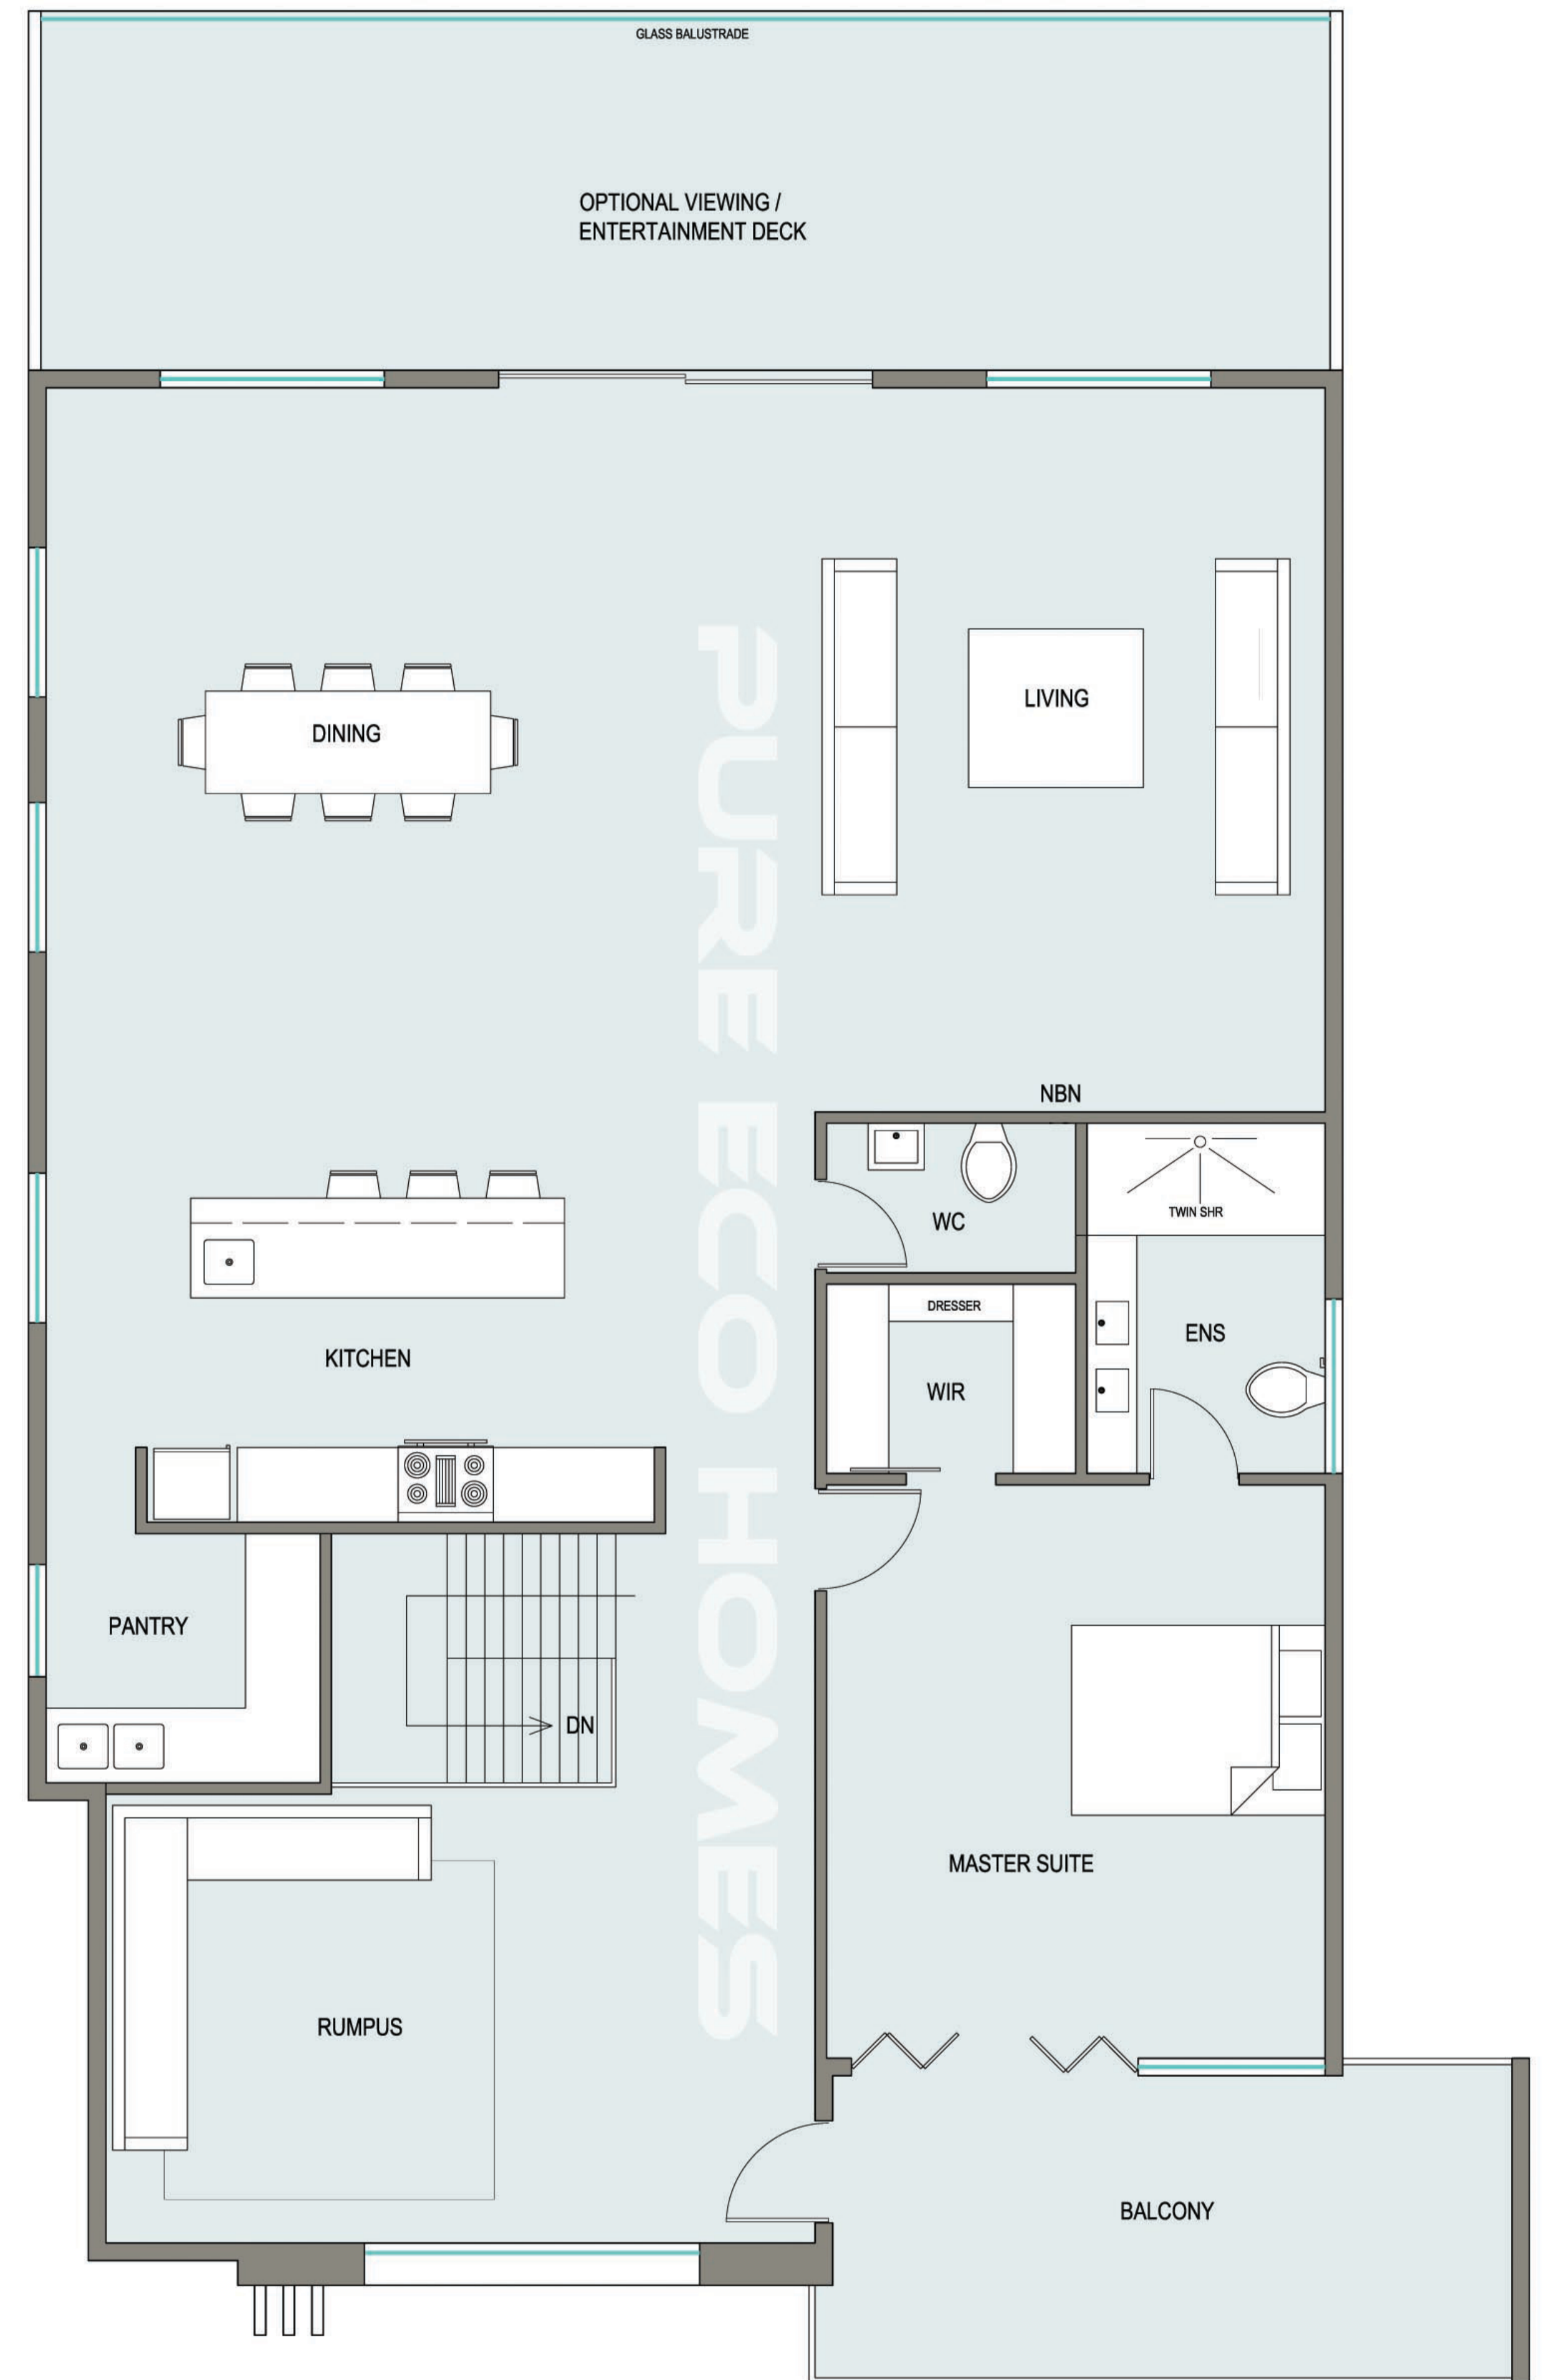 GLASS BALUSTRADE
OPTIONAL VIEWING /
ENTERTAINMENT DECK
DINING
LIVING
PURE ECO HOMES
NBN
WC
TWIN SHR
DRESSER
ENS
WIR
KITCHEN
PANTRY
DN
MASTER SUITE
RUMPUS
BALCONY